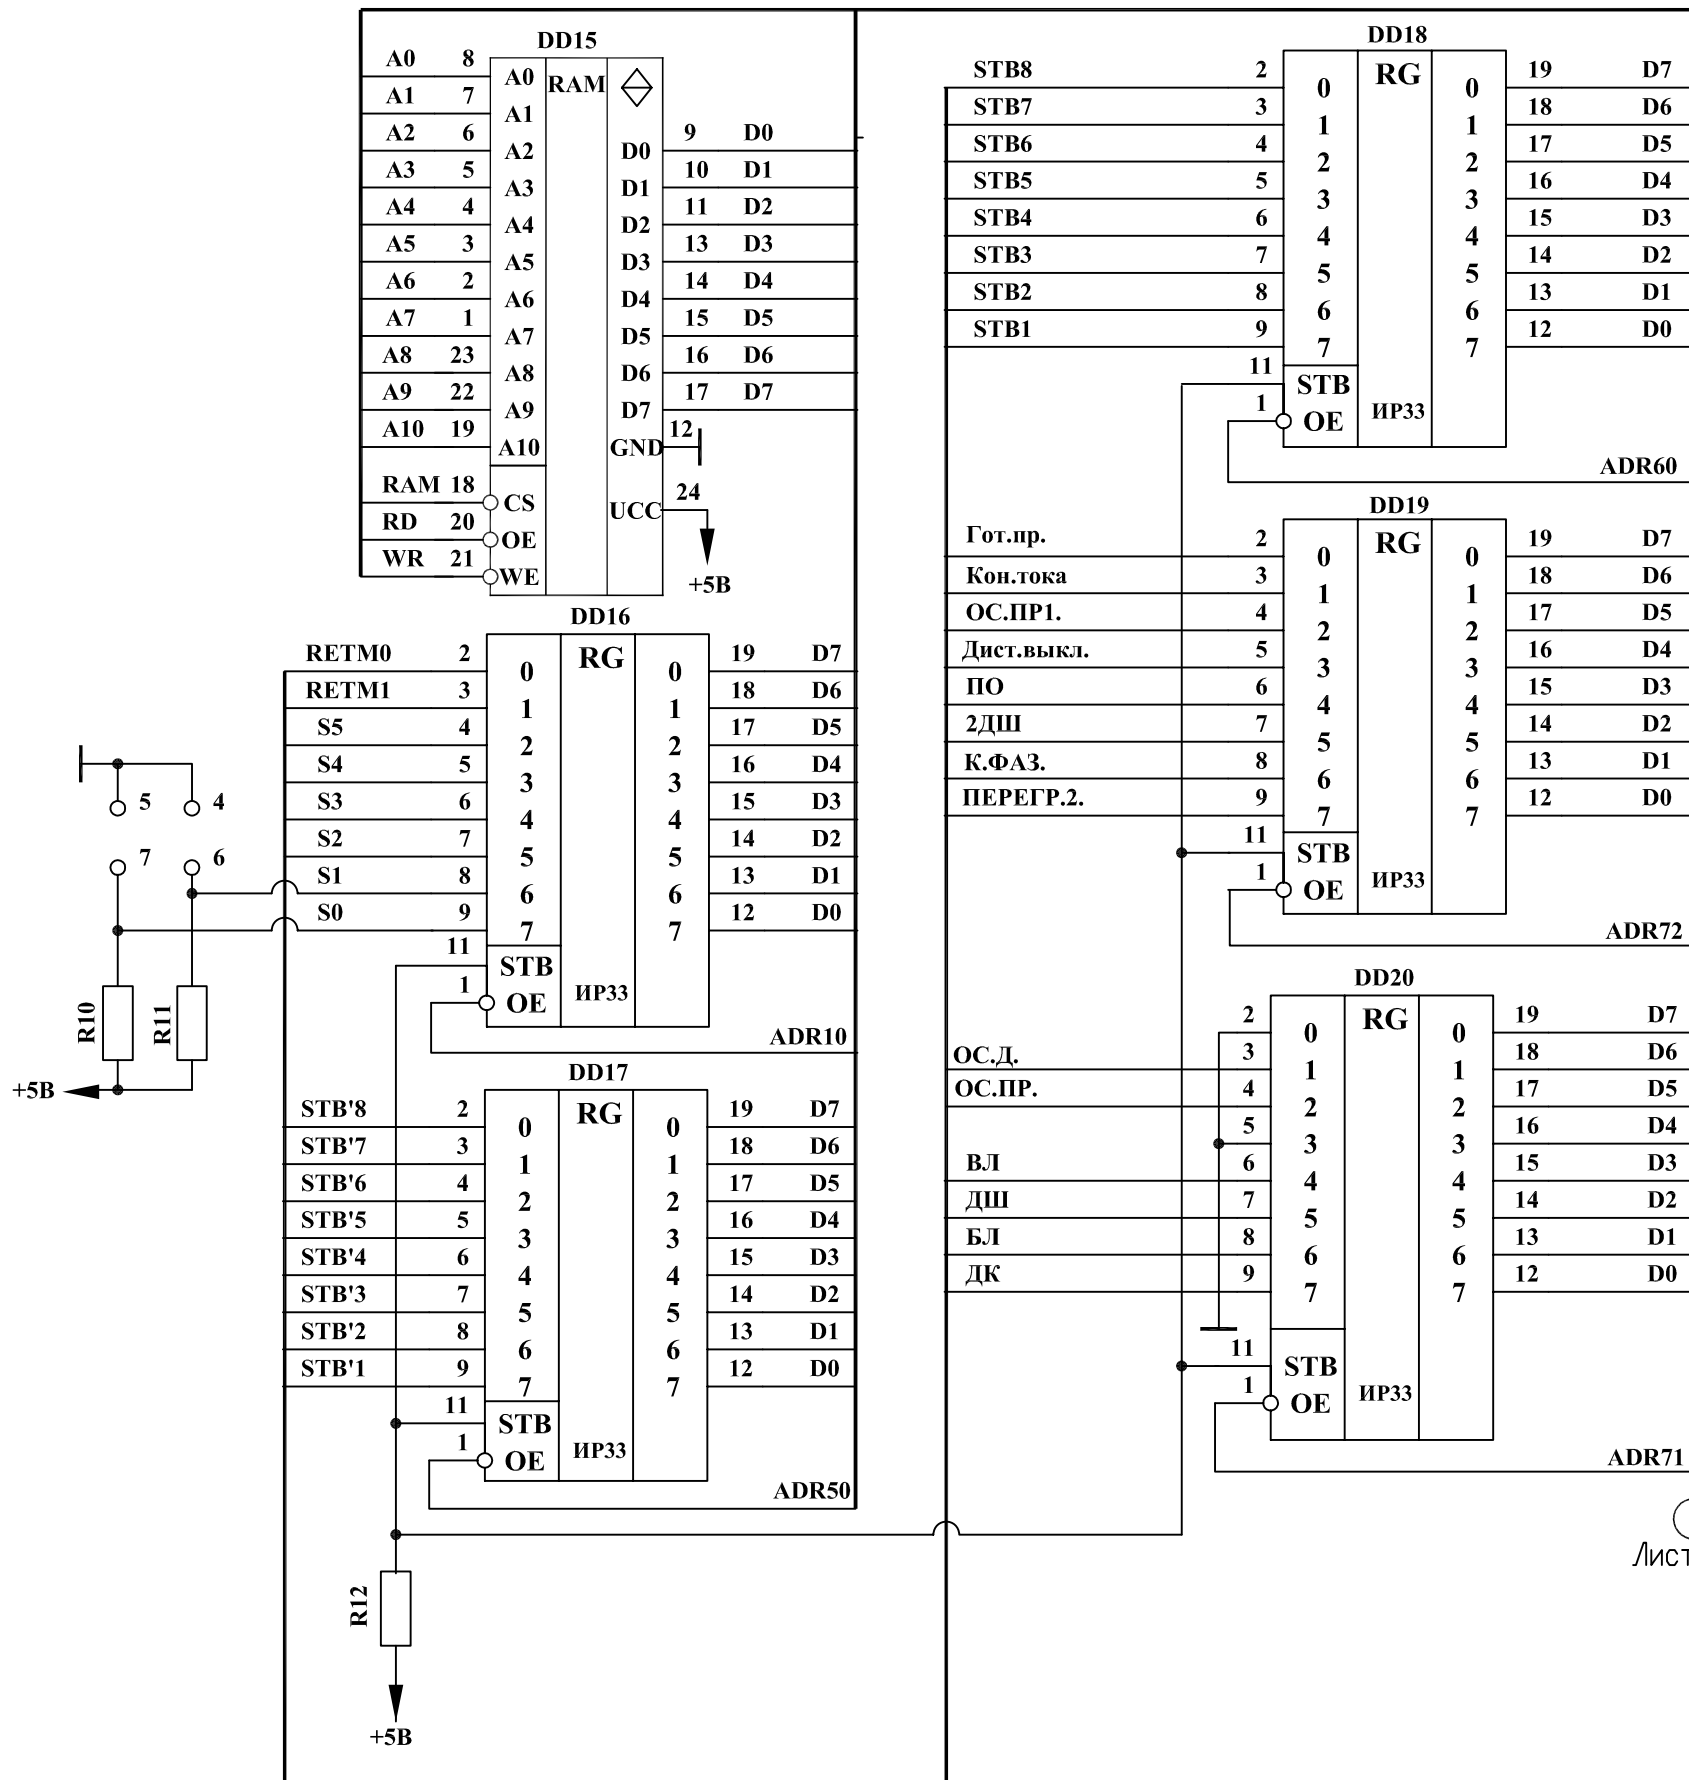 DD15
A0 8 A0 RAM
A1 7 A1
A2 6 A2 D0 9 D0
A3 5 A3 D1 10 D1
A4 4 A4 D2 11 D2
A5 3 A5 D3 13 D3
A6 2 A6 D4 14 D4
A7 1 A7 D5 15 D5
A8 23 A8 D6 16 D6
A9 22 A9 D7 17 D7
A10 19 A10 GND 12
RAM 18 CS UCC 24
RD 20 OE
WR 21 WE
+5В
DD16
RETM0 2 0 RG 0 19 D7
RETM1 3 1 1 18 D6
S5 4 2 2 17 D5
S4 5 3 3 16 D4
S3 6 4 4 15 D3
S2 7 5 5 14 D2
S1 8 6 6 13 D1
S0 9 7 7 12 D0
11 STB
1 OE ИР33
ADR10
5 4
7 6
R10 R11
+5В
DD17
STB'8 2 0 RG 0 19 D7
STB'7 3 1 1 18 D6
STB'6 4 2 2 17 D5
STB'5 5 3 3 16 D4
STB'4 6 4 4 15 D3
STB'3 7 5 5 14 D2
STB'2 8 6 6 13 D1
STB'1 9 7 7 12 D0
11 STB
1 OE ИР33
ADR50
R12
+5В
DD18
STB8 2 0 RG 0 19 D7
STB7 3 1 1 18 D6
STB6 4 2 2 17 D5
STB5 5 3 3 16 D4
STB4 6 4 4 15 D3
STB3 7 5 5 14 D2
STB2 8 6 6 13 D1
STB1 9 7 7 12 D0
11 STB
1 OE ИР33
ADR60
DD19
Гот.пр. 2 0 RG 0 19 D7
Кон.тока 3 1 1 18 D6
ОС.ПР1. 4 2 2 17 D5
Дист.выкл. 5 3 3 16 D4
ПО 6 4 4 15 D3
2ДШ 7 5 5 14 D2
К.ФАЗ. 8 6 6 13 D1
ПЕРЕГР.2. 9 7 7 12 D0
11 STB
1 OE ИР33
ADR72
DD20
2 0 RG 0 19 D7
ОС.Д. 3 1 1 18 D6
ОС.ПР. 4 2 2 17 D5
5 3 3 16 D4
ВЛ 6 4 4 15 D3
ДШ 7 5 5 14 D2
БЛ 8 6 6 13 D1
ДК 9 7 7 12 D0
11 STB
1 OE ИР33
ADR71
Лист